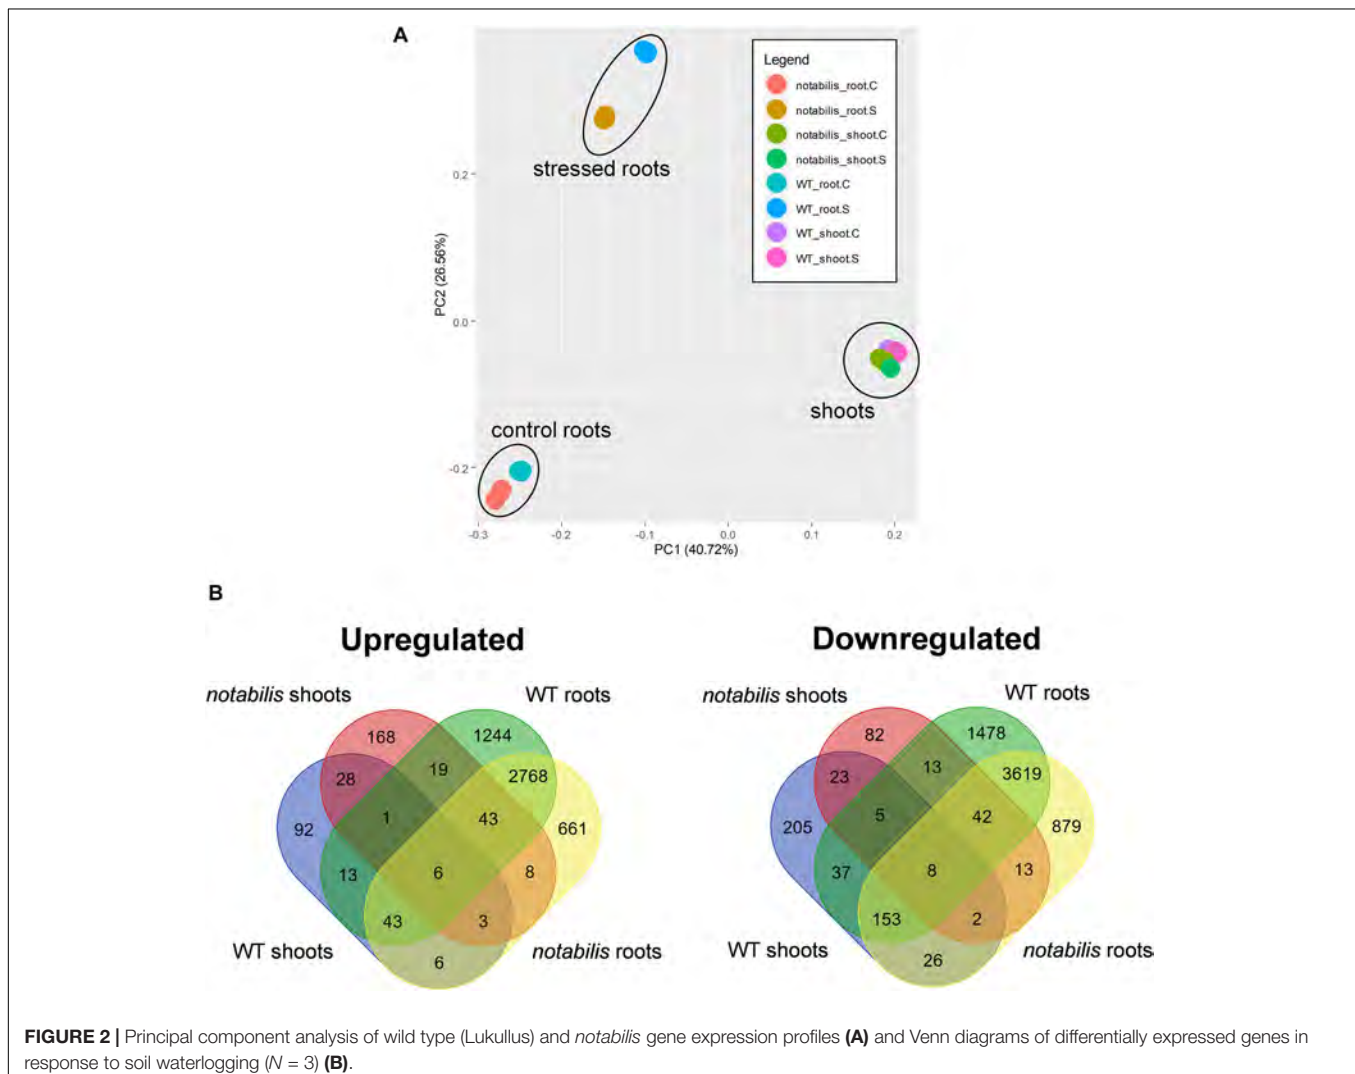 A
Legend
notabilis_root.C
notabilis_root.S
notabilis_shoot.C
notabilis_shoot.S
WT_root.C
WT_root.S
WT_shoot.C
WT_shoot.S
stressed roots
shoots
control roots
PC2 (26.56%)
0.2
0.0
-0.2
-0.3
-0.2
-0.1
0.0
0.1
0.2
PC1 (40.72%)
B
Upregulated
notabilis shoots
WT roots
168
1244
28
19
2768
92
1
43
661
13
6
8
43
3
WT shoots
notabilis roots
6
Downregulated
notabilis shoots
WT roots
82
1478
23
13
3619
205
5
42
879
37
8
13
153
2
WT shoots
notabilis roots
26
FIGURE 2 | Principal component analysis of wild type (Lukullus) and notabilis gene expression profiles (A) and Venn diagrams of differentially expressed genes in
response to soil waterlogging (N = 3) (B).